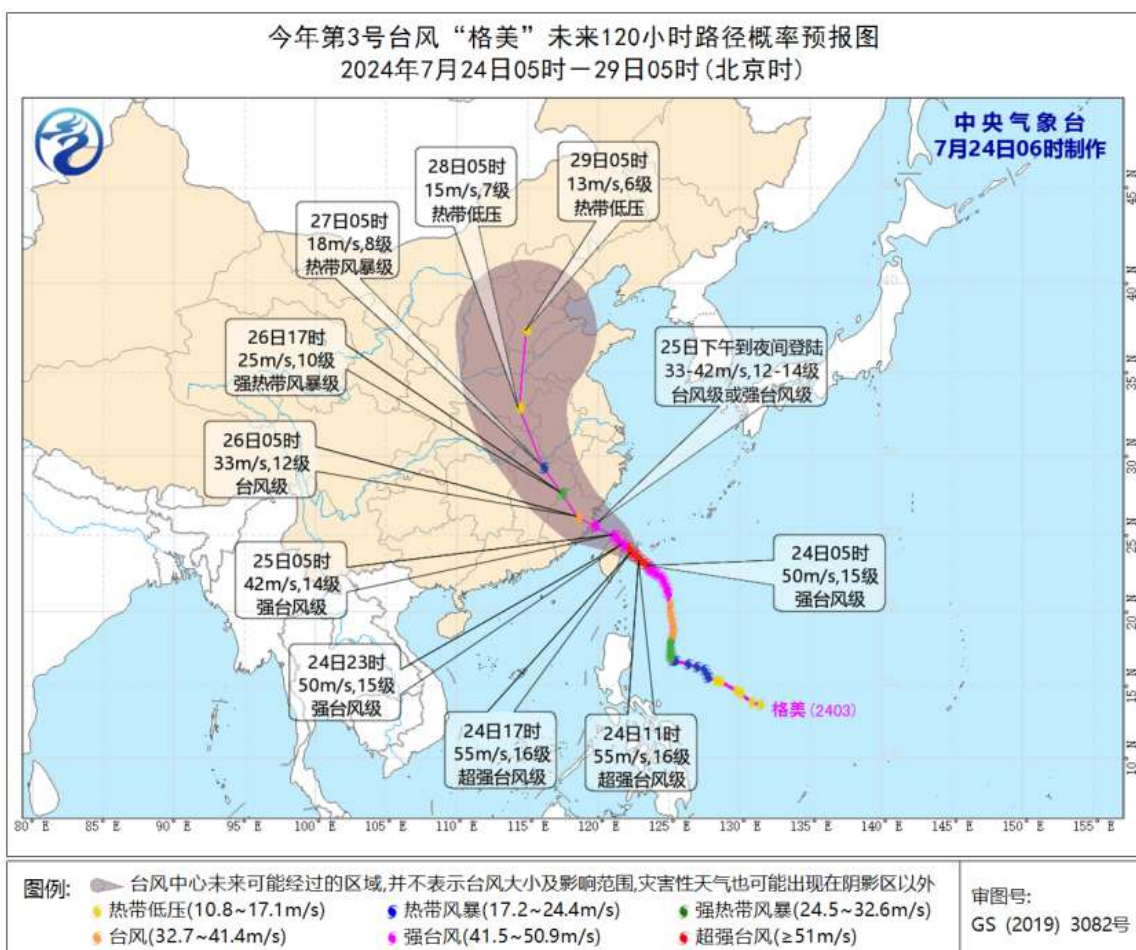 今年第3号台风“格美”未来120小时路径概率预报图
2024年7月24日05时－29日05时(北京时)
中央气象台
7月24日06时制作
29日05时
13m/s,6级
热带低压
28日05时
15m/s,7级
热带低压
27日05时
18m/s,8级
热带风暴级
26日17时
25m/s,10级
强热带风暴级
25日下午到夜间登陆
33-42m/s,12-14级
台风级或强台风级
26日05时
33m/s,12级
台风级
25日05时
42m/s,14级
强台风级
24日05时
50m/s,15级
强台风级
24日23时
50m/s,15级
强台风级
24日17时
55m/s,16级
超强台风级
24日11时
55m/s,16级
超强台风级
格美(2403)
45° N
40° N
35° N
30° N
25° N
20° N
15° N
10° N
80° E 85° E 90° E 95° E 100° E 105° E 110° E 115° E 120° E 125° E 130° E 135° E 140° E 145° E 150° E 155° E
图例: 台风中心未来可能经过的区域,并不表示台风大小及影响范围,灾害性天气也可能出现在阴影区以外
热带低压(10.8~17.1m/s) 热带风暴(17.2~24.4m/s) 强热带风暴(24.5~32.6m/s)
台风(32.7~41.4m/s) 强台风(41.5~50.9m/s) 超强台风(≥51m/s)
审图号:
GS (2019) 3082号